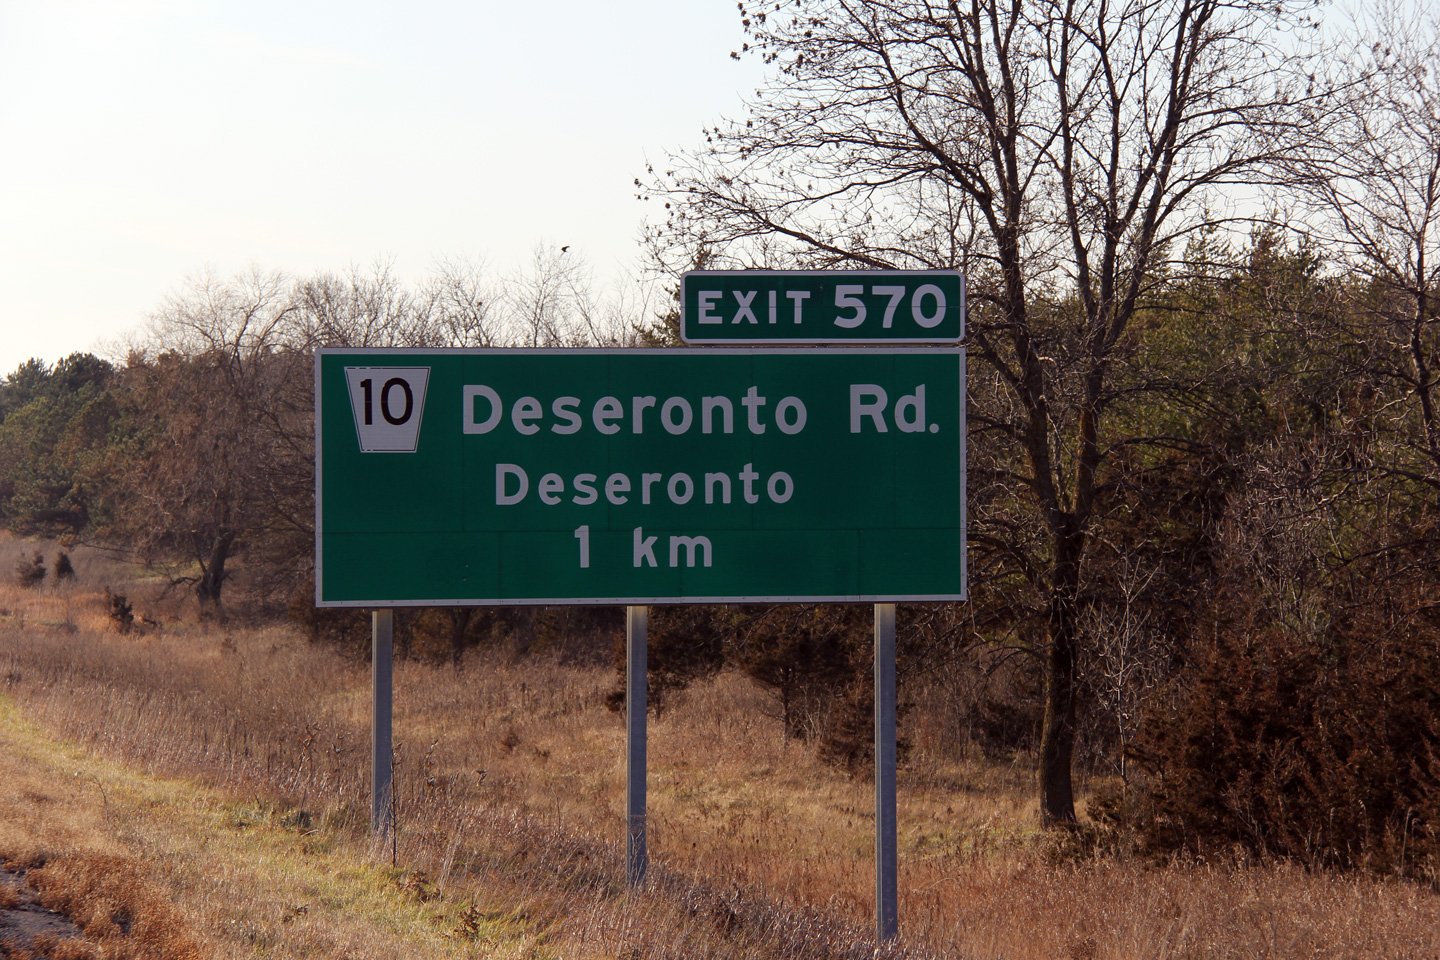 EXIT 570
10 Deseronto Rd.
Deseronto
1 km